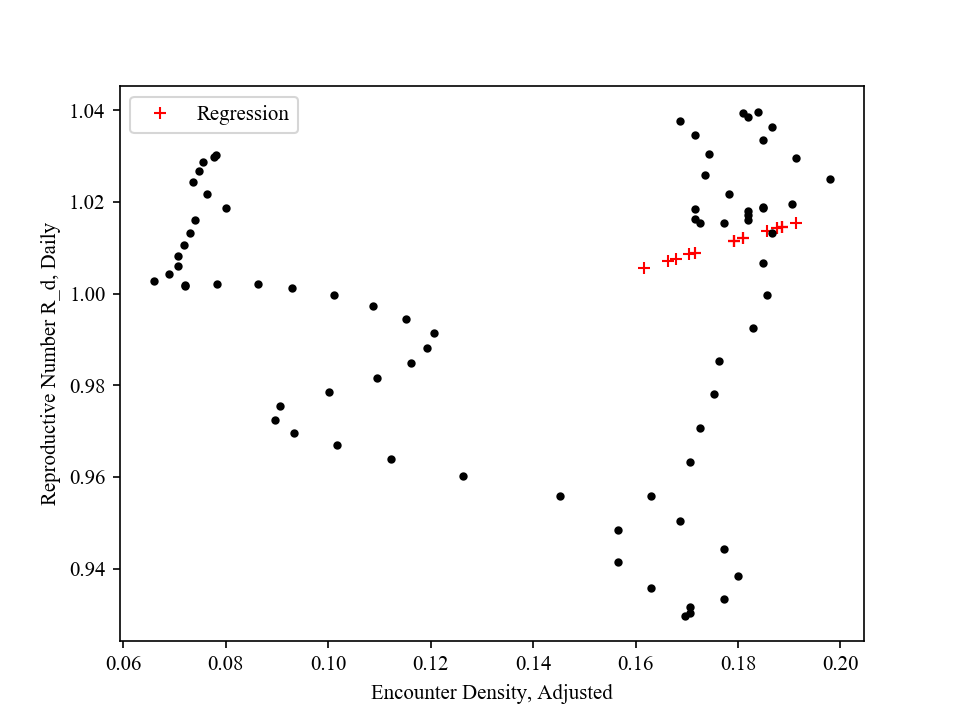 Regression
1.04
1.02
1.00
0.98
0.96
0.94
Reproductive Number R_d, Daily
0.06 0.08 0.10 0.12 0.14 0.16 0.18 0.20
Encounter Density, Adjusted